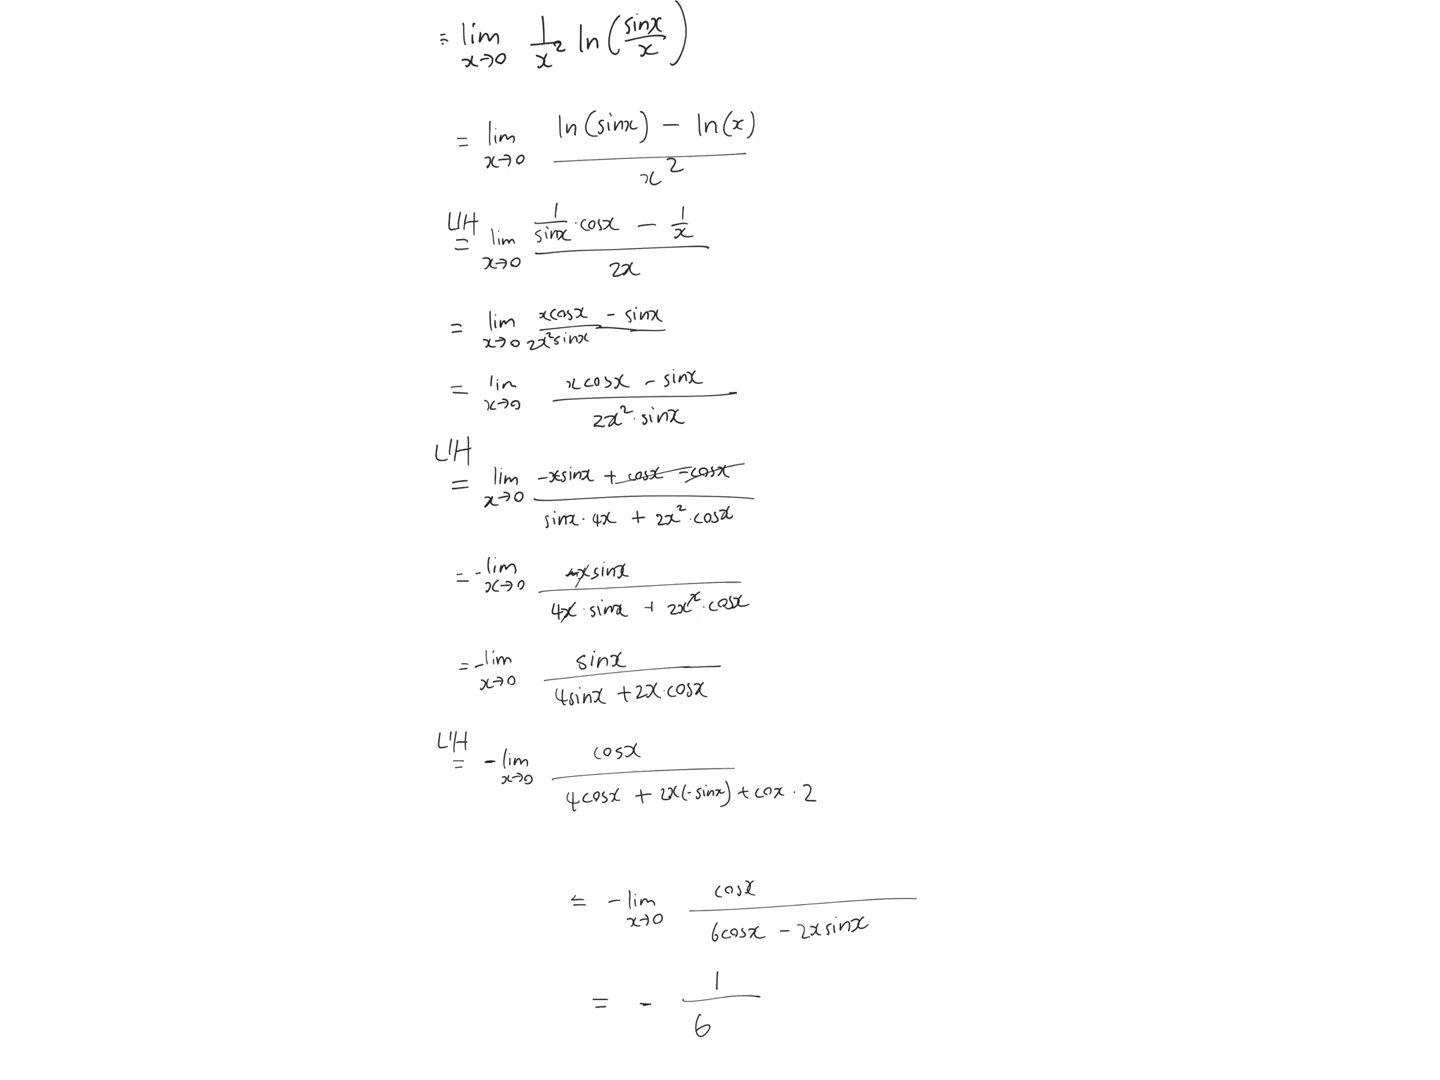 = lim x→0 1/x² ln(sinx/x)
= lim x→0 (ln(sinx) − ln(x))/x²
L'H = lim x→0 (1/sinx · cosx − 1/x)/2x
= lim x→0 (xcosx − sinx)/2x²sinx
= lim x→0 (xcosx − sinx)/(2x² · sinx)
L'H = lim x→0 (−xsinx + cosx − cosx)/(sinx · 4x + 2x² · cosx)
= −lim x→0 xsinx/(4x · sinx + 2x² · cosx)
= −lim x→0 sinx/(4sinx + 2x · cosx)
L'H = −lim x→0 cosx/(4cosx + 2x(−sinx) + cox · 2)
= −lim x→0 cosx/(6cosx − 2xsinx)
= − 1/6